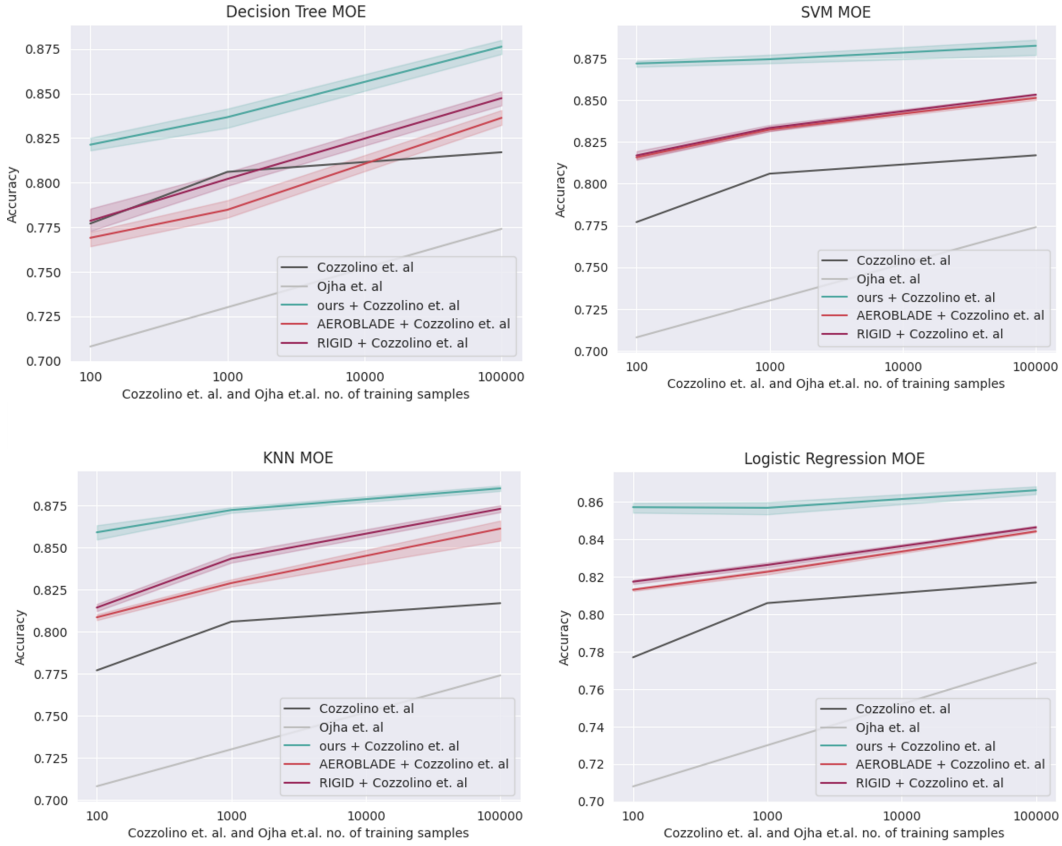 Decision Tree MOE
0.875
0.850
0.825
0.800
0.775
0.750
0.725
0.700
Accuracy
Cozzolino et. al
Ojha et. al
ours + Cozzolino et. al
AEROBLADE + Cozzolino et. al
RIGID + Cozzolino et. al
100 1000 10000 100000
Cozzolino et. al. and Ojha et.al. no. of training samples
SVM MOE
0.875
0.850
0.825
0.800
0.775
0.750
0.725
0.700
Accuracy
Cozzolino et. al
Ojha et. al
ours + Cozzolino et. al
AEROBLADE + Cozzolino et. al
RIGID + Cozzolino et. al
100 1000 10000 100000
Cozzolino et. al. and Ojha et.al. no. of training samples
KNN MOE
0.875
0.850
0.825
0.800
0.775
0.750
0.725
0.700
Accuracy
Cozzolino et. al
Ojha et. al
ours + Cozzolino et. al
AEROBLADE + Cozzolino et. al
RIGID + Cozzolino et. al
100 1000 10000 100000
Cozzolino et. al. and Ojha et.al. no. of training samples
Logistic Regression MOE
0.86
0.84
0.82
0.80
0.78
0.76
0.74
0.72
0.70
Accuracy
Cozzolino et. al
Ojha et. al
ours + Cozzolino et. al
AEROBLADE + Cozzolino et. al
RIGID + Cozzolino et. al
100 1000 10000 100000
Cozzolino et. al. and Ojha et.al. no. of training samples